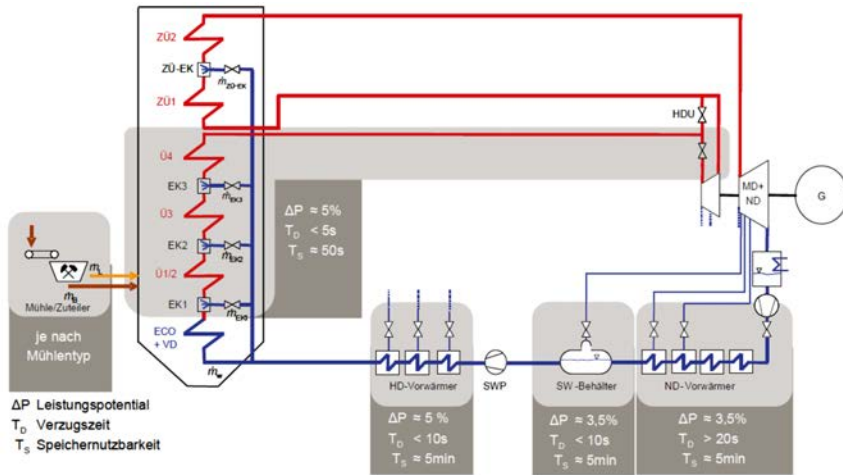 ZÜ2
ZÜ-EK
ṁZÜ-EK
ZÜ1
HDU
Ü4
EK3
ṁEK3
Ü3
EK2
ṁEK2
Ü1/2
EK1
ṁEK1
ECO
+ VD
ṁw
MD+
ND
G
ΔP ≈ 5%
TD < 5s
TS ≈ 50s
ṁL
ṁB
Mühle/Zuteiler
je nach
Mühlentyp
ΔP Leistungspotential
TD Verzugszeit
TS Speichernutzbarkeit
HD-Vorwärmer
ΔP ≈ 5 %
TD < 10s
TS ≈ 5min
SWP
SW -Behälter
ΔP ≈ 3,5%
TD < 10s
TS ≈ 5min
ND-Vorwärmer
ΔP ≈ 3,5%
TD > 20s
TS ≈ 5min